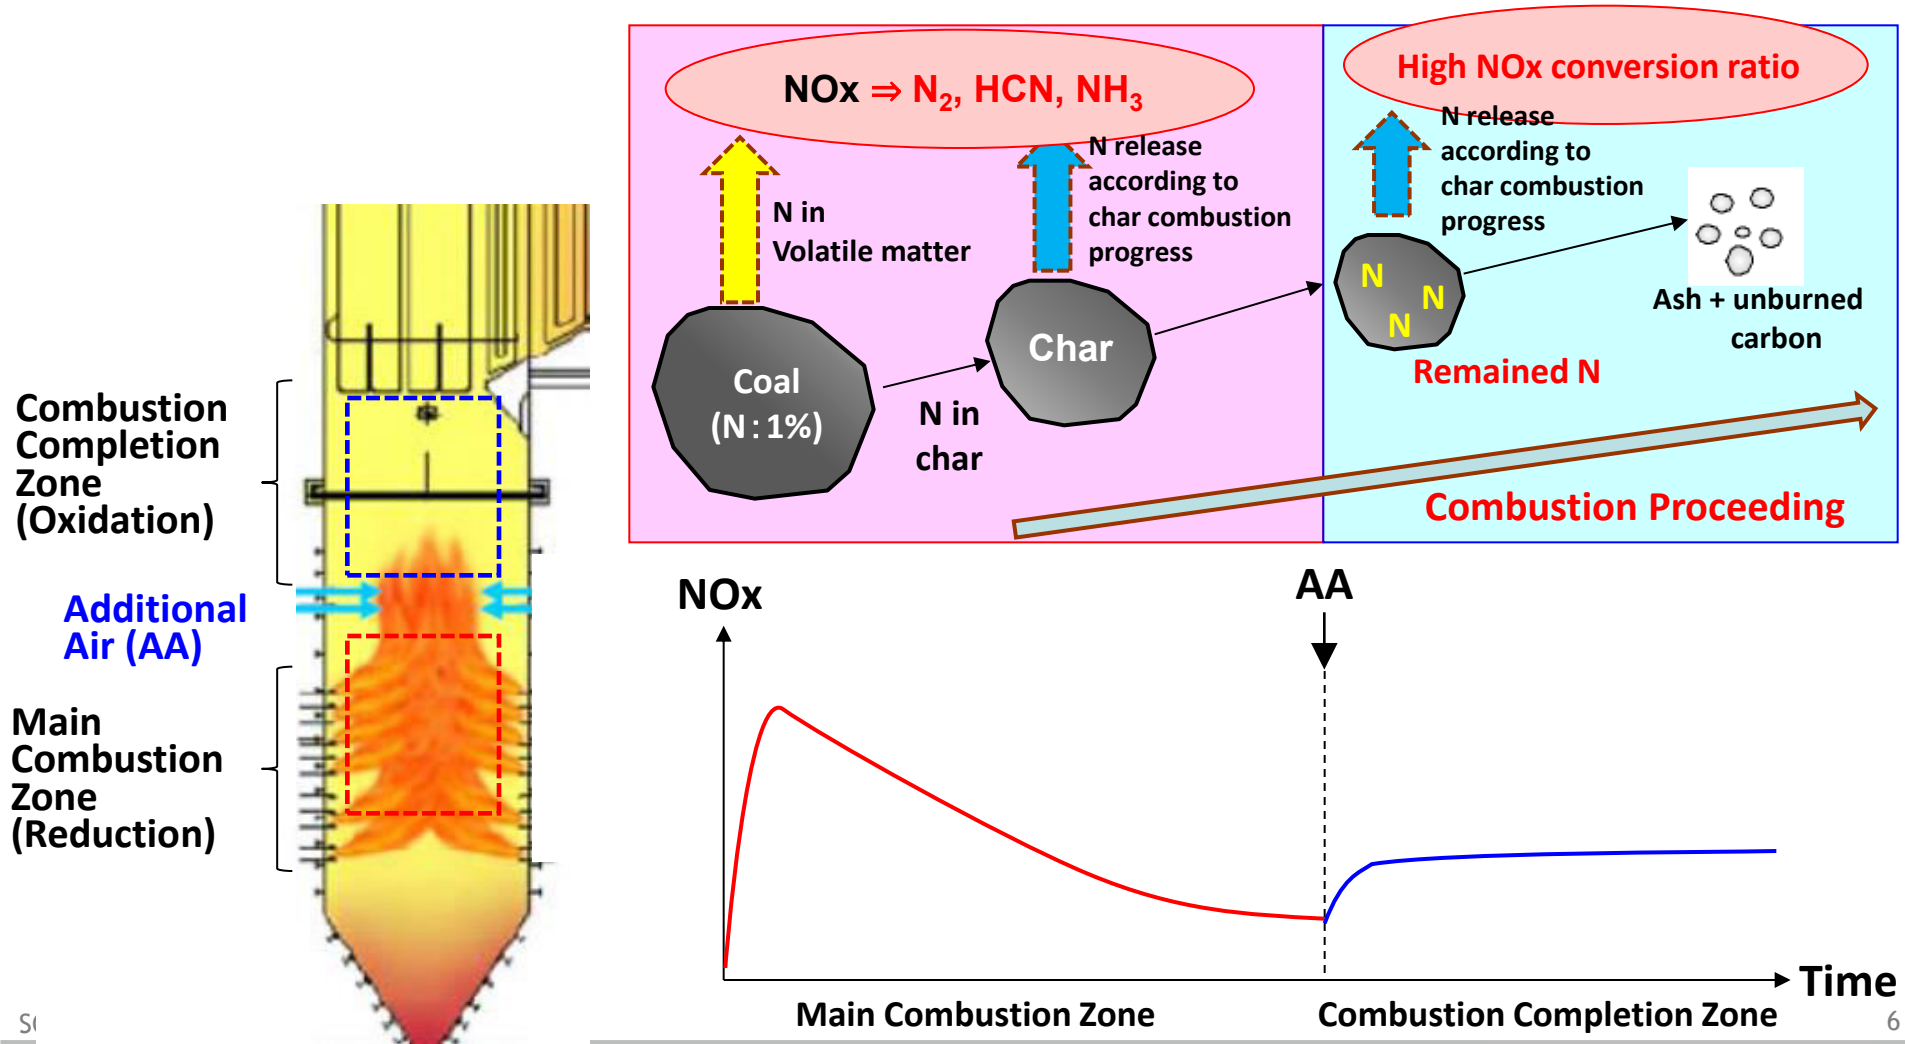 NOx ⇒ N2, HCN, NH3
High NOx conversion ratio
N in
Volatile matter
N release
according to
char combustion
progress
N release
according to
char combustion
progress
Coal
(N : 1%)
N in
char
Char
N
N
N
Remained N
Ash + unburned
carbon
Combustion Proceeding
Combustion
Completion
Zone
(Oxidation)
Additional
Air (AA)
Main
Combustion
Zone
(Reduction)
NOx
AA
Time
Main Combustion Zone
Combustion Completion Zone
6